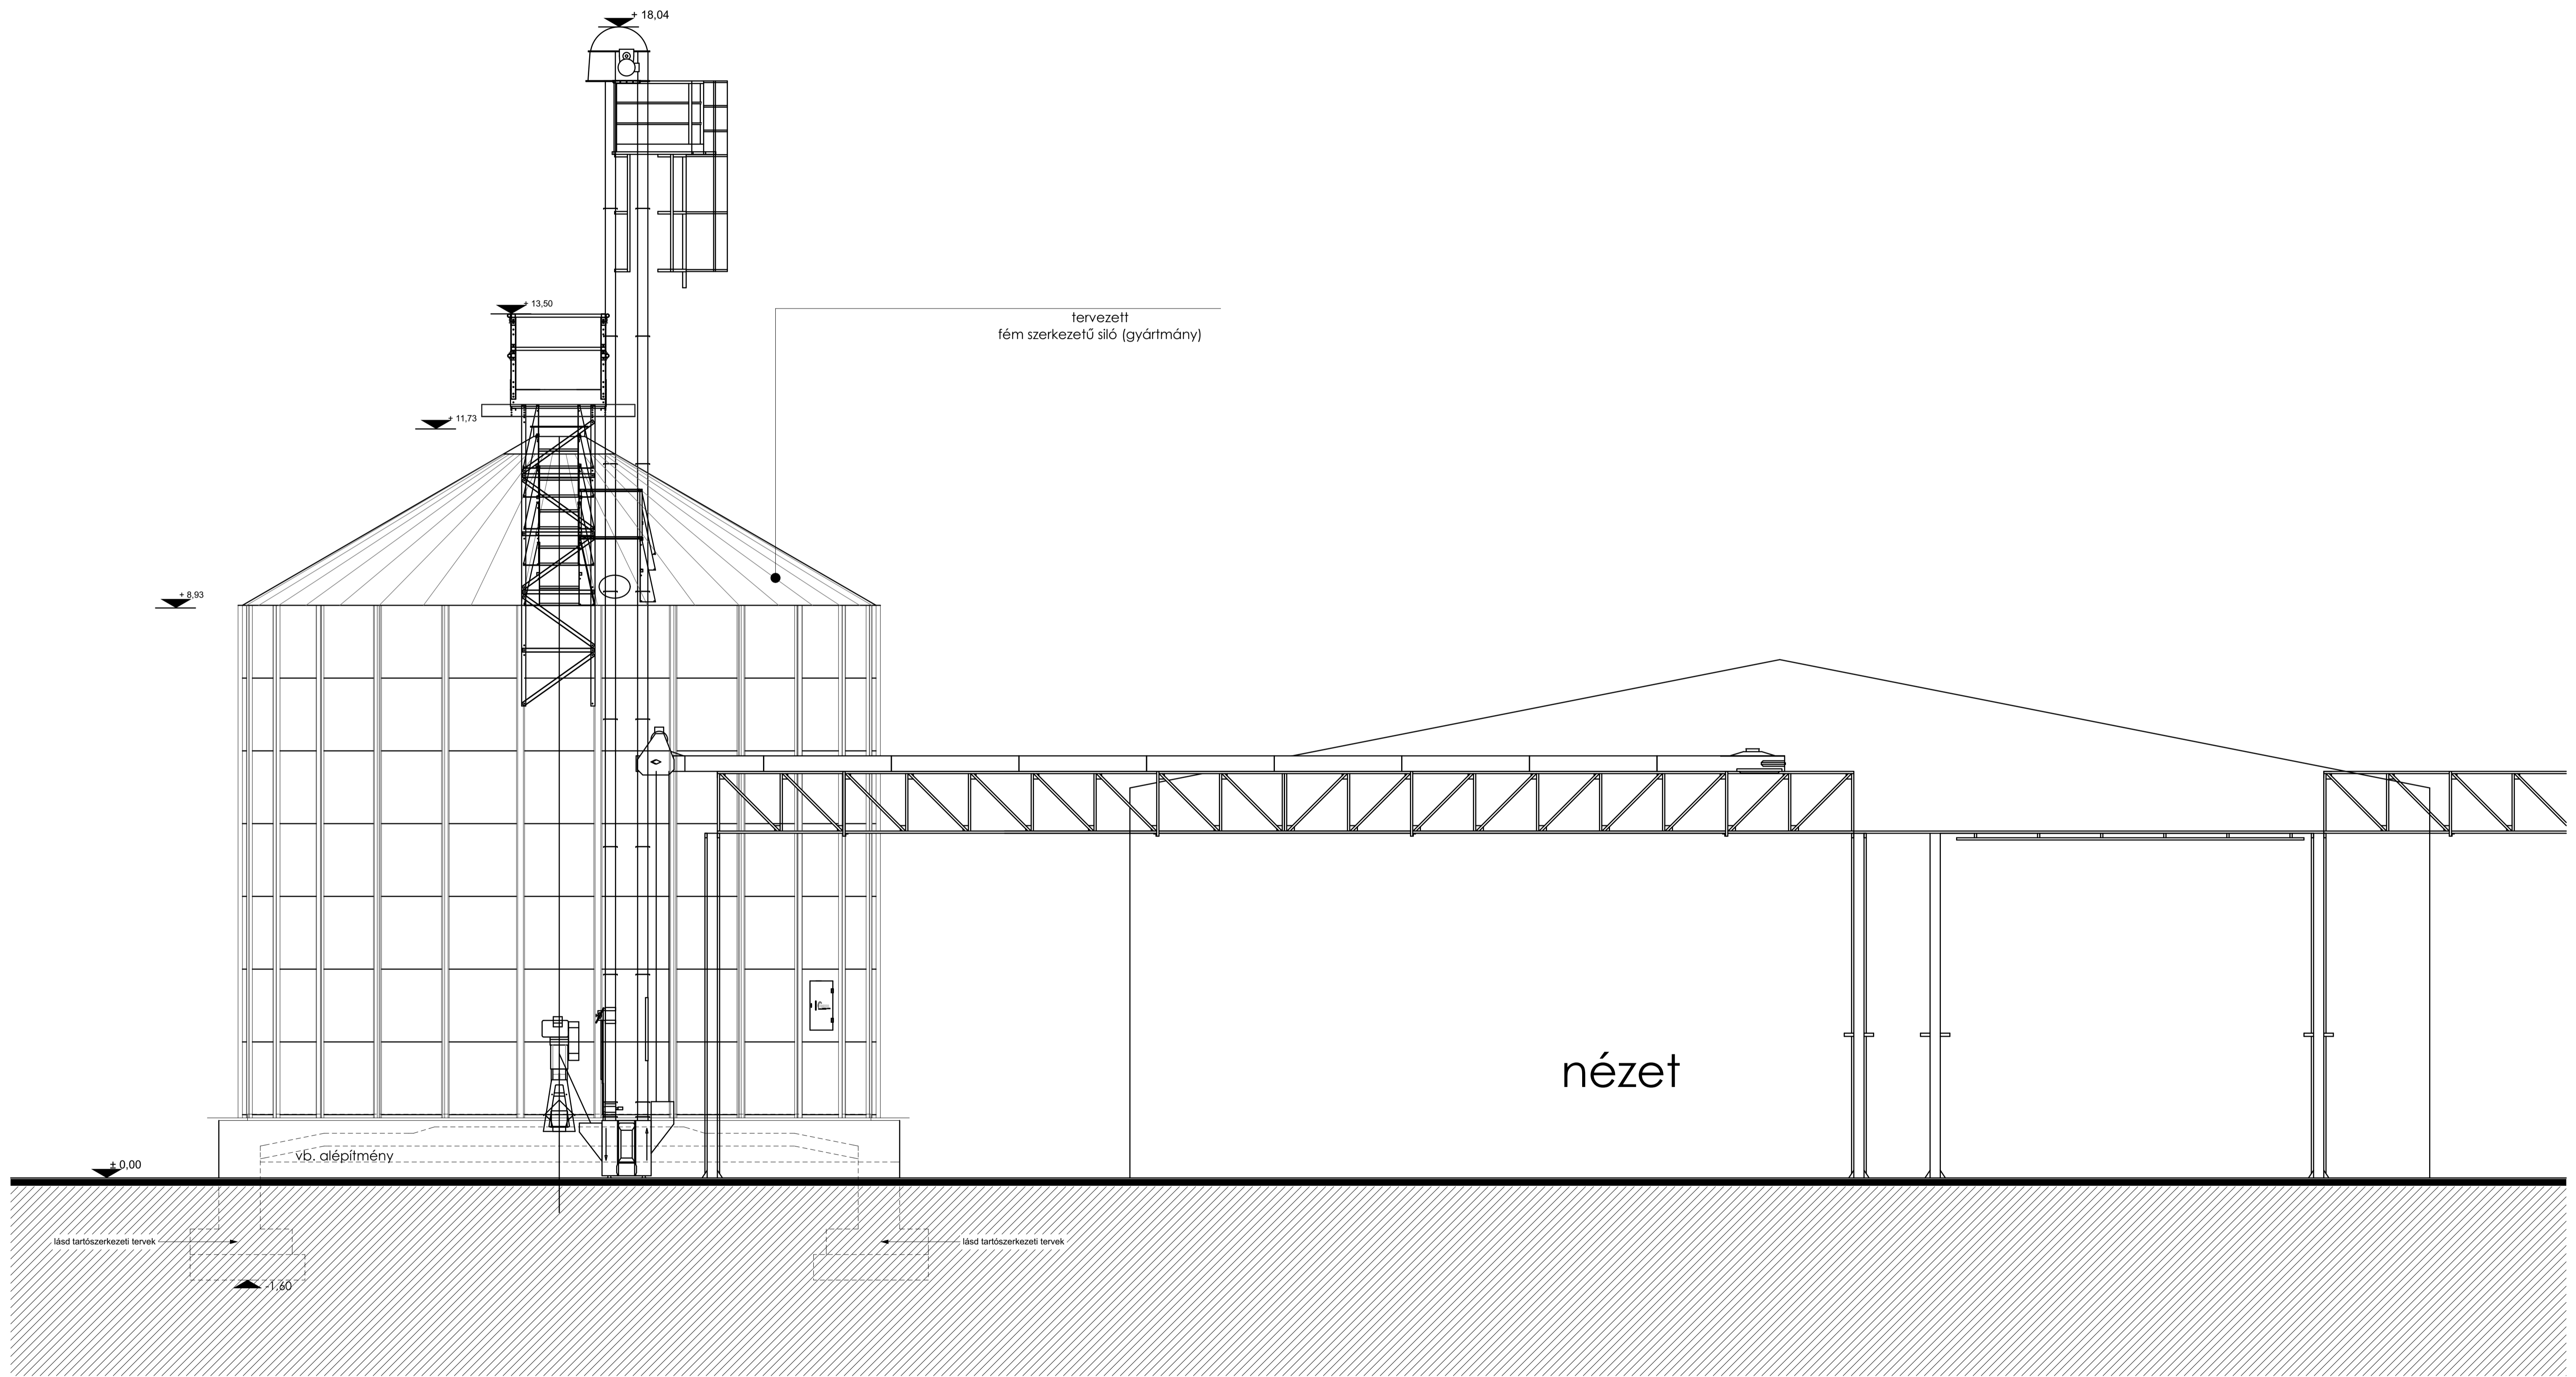 + 18,04
+ 13,50
tervezett
fém szerkezetű siló (gyártmány)
+ 11,73
+ 8,93
nézet
vb. alépítmény
± 0,00
lásd tartószerkezeti tervek
lásd tartószerkezeti tervek
-1,60